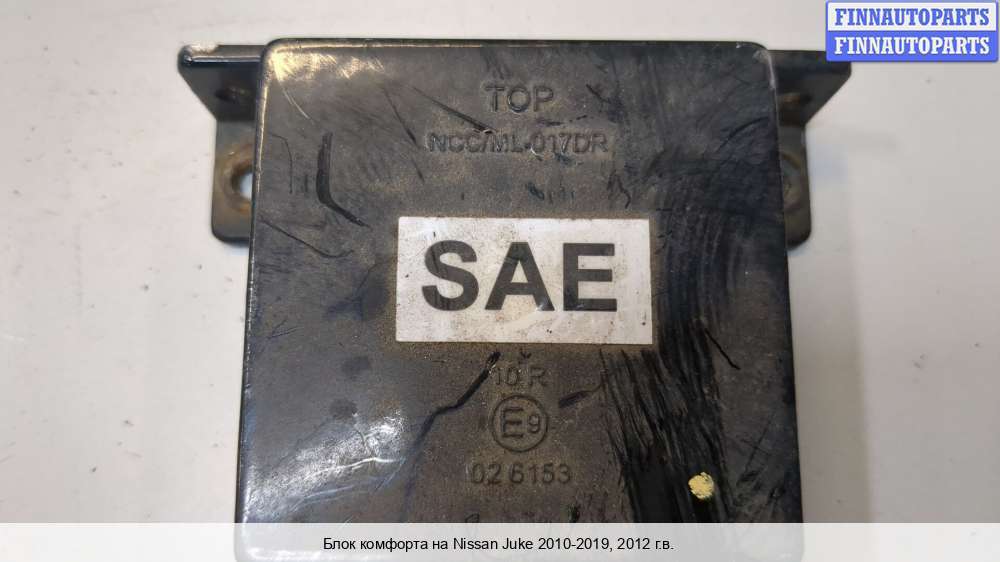 FINNAUTOPARTS
FINNAUTOPARTS
TOP
NCC/ML-017DR
SAE
10 R
E9
02 6153
Блок комфорта на Nissan Juke 2010-2019, 2012 г.в.